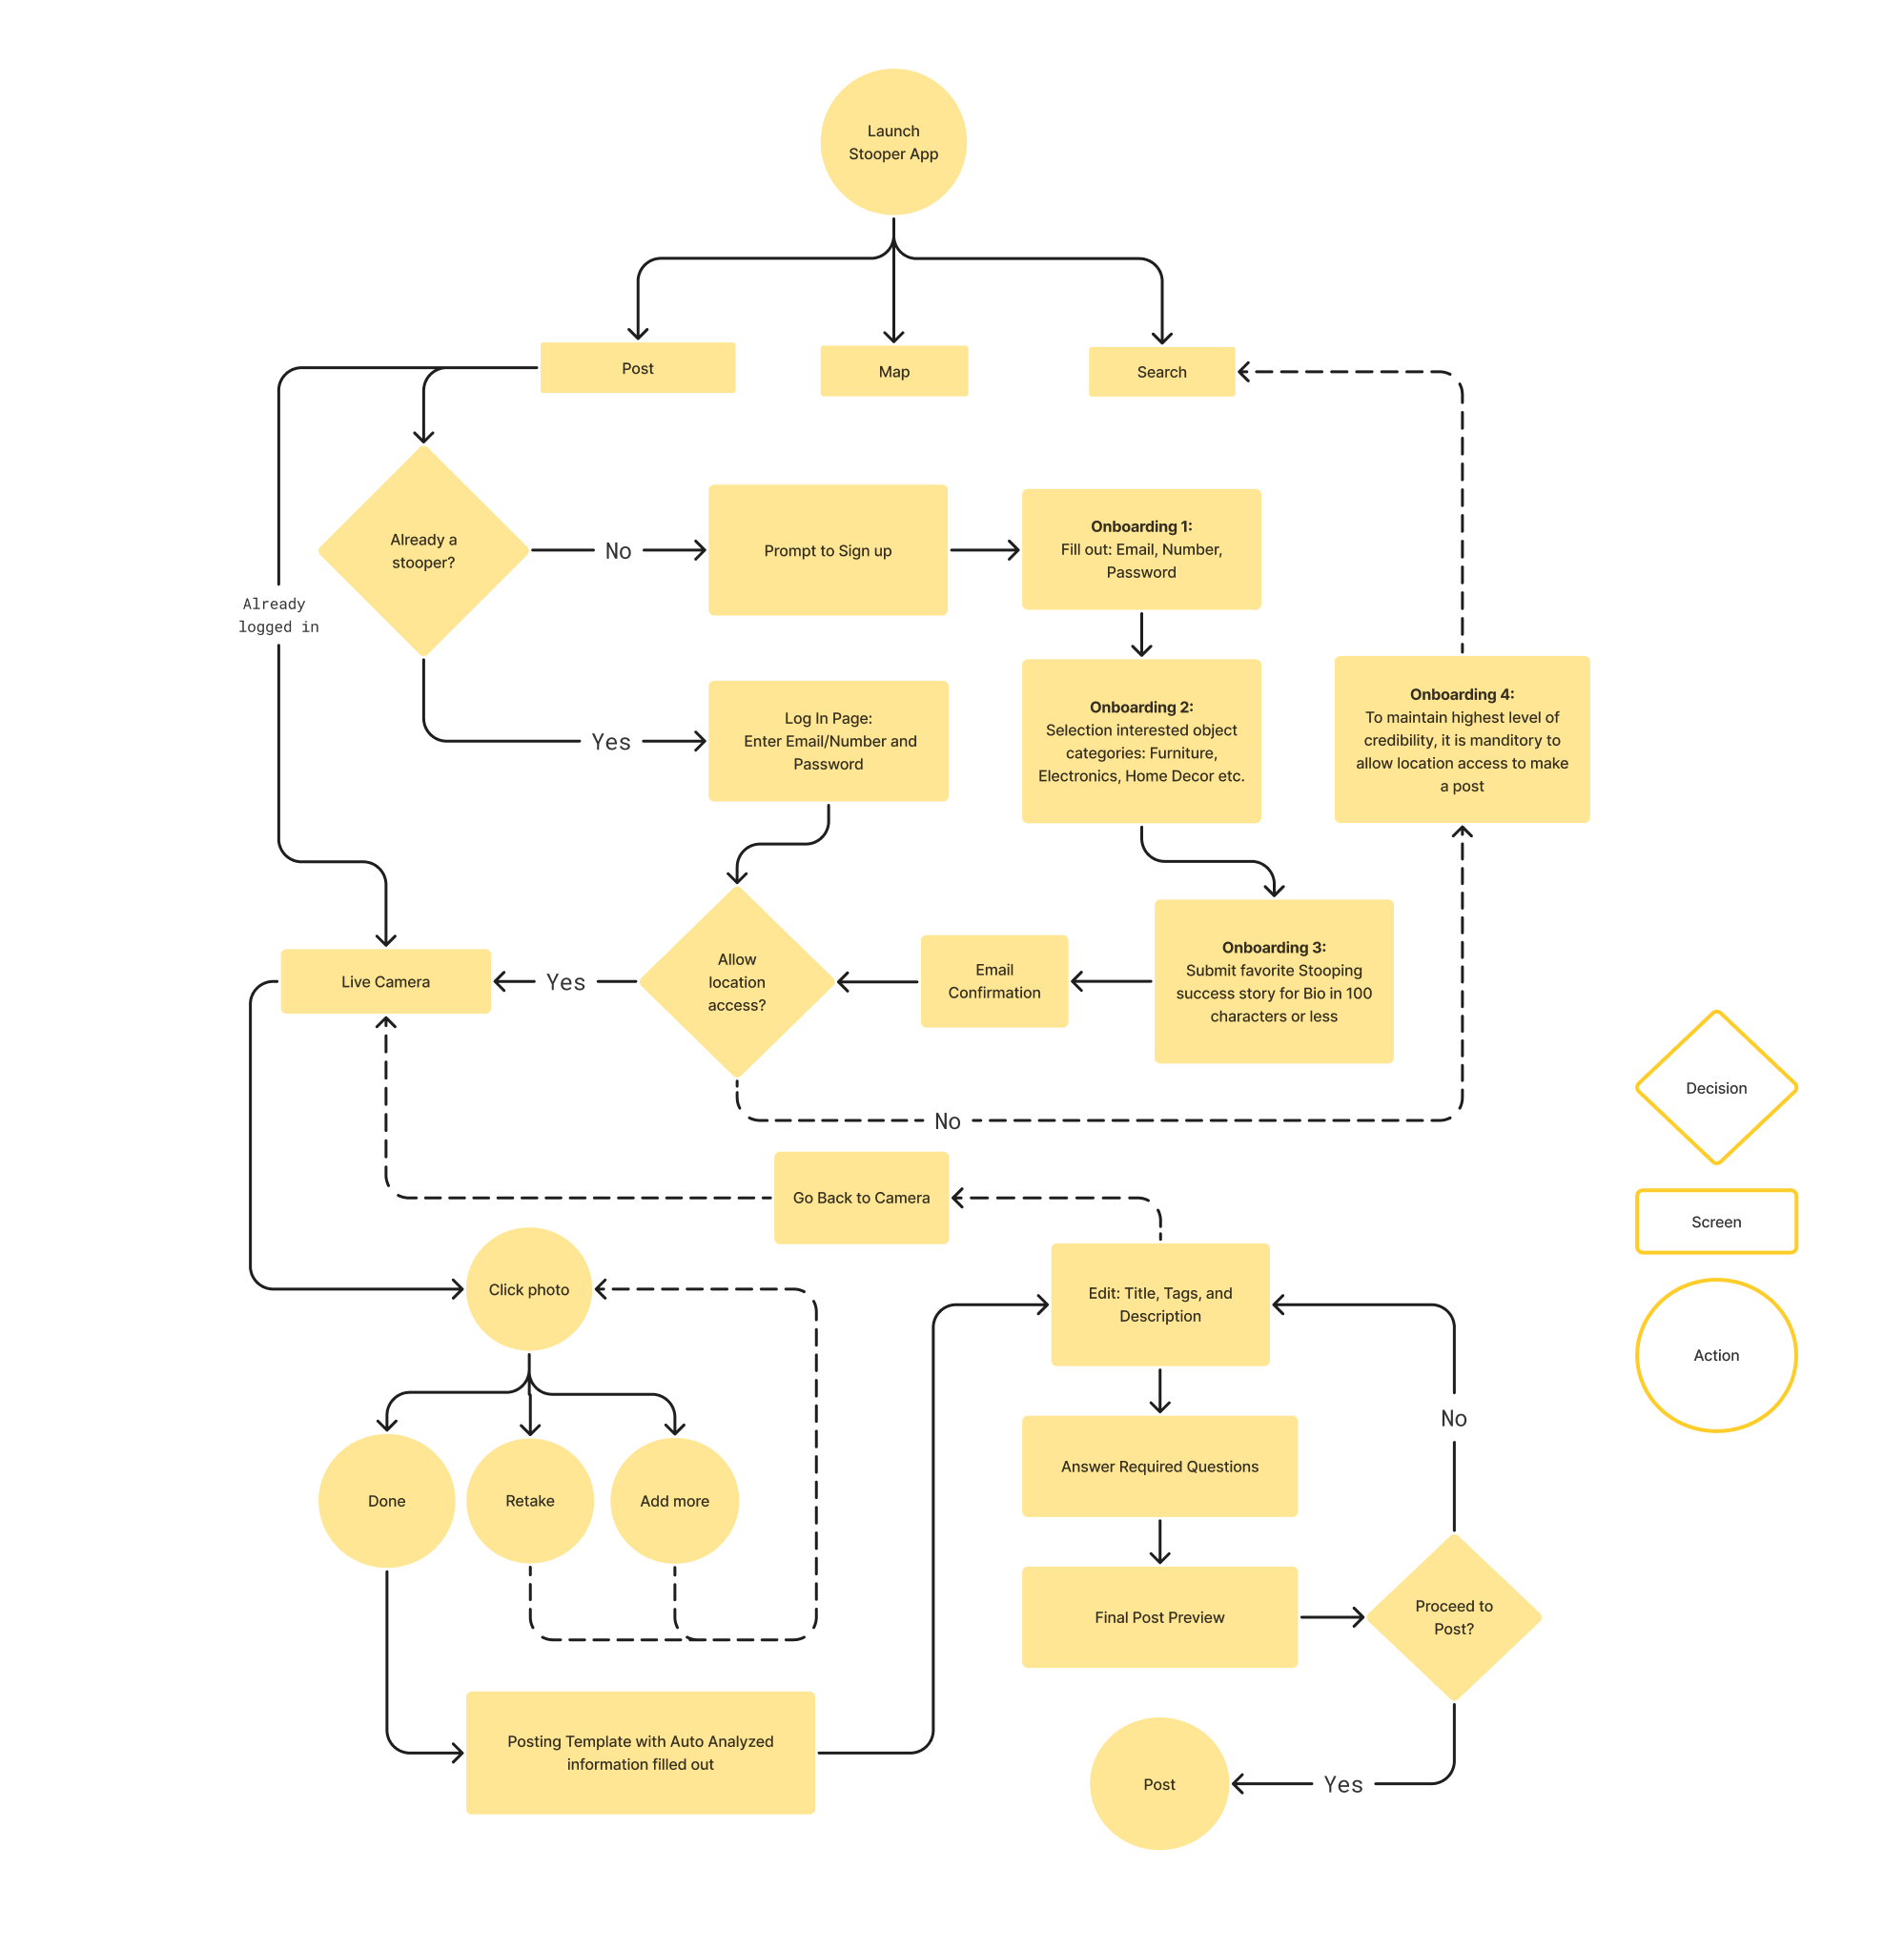 Launch
Stooper App
Post
Map
Search
Already a
stooper?
No
Prompt to Sign up
Onboarding 1:
Fill out: Email, Number,
Password
Already
logged in
Yes
Log In Page:
Enter Email/Number and
Password
Onboarding 2:
Selection interested object
categories: Furniture,
Electronics, Home Decor etc.
Onboarding 4:
To maintain highest level of
credibility, it is manditory to
allow location access to make
a post
Live Camera
Yes
Allow
location
access?
Email
Confirmation
Onboarding 3:
Submit favorite Stooping
success story for Bio in 100
characters or less
No
Decision
Screen
Action
Go Back to Camera
Click photo
Edit: Title, Tags, and
Description
No
Done
Retake
Add more
Answer Required Questions
Final Post Preview
Proceed to
Post?
Posting Template with Auto Analyzed
information filled out
Post
Yes